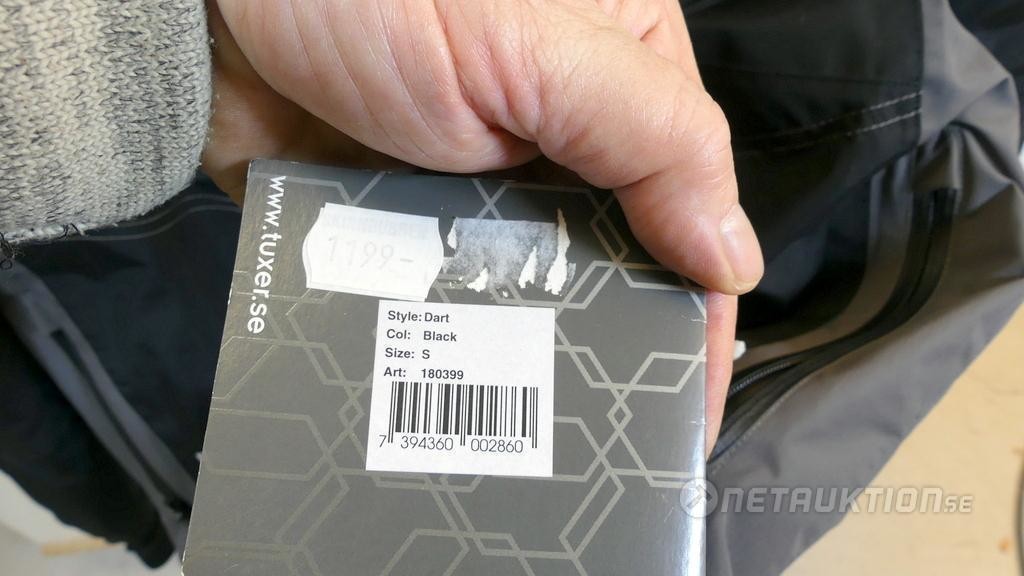 www.tuxer.se
1199-
Style: Dart
Col: Black
Size: S
Art: 180399
7 394360 002860
NETAUKTION.SE